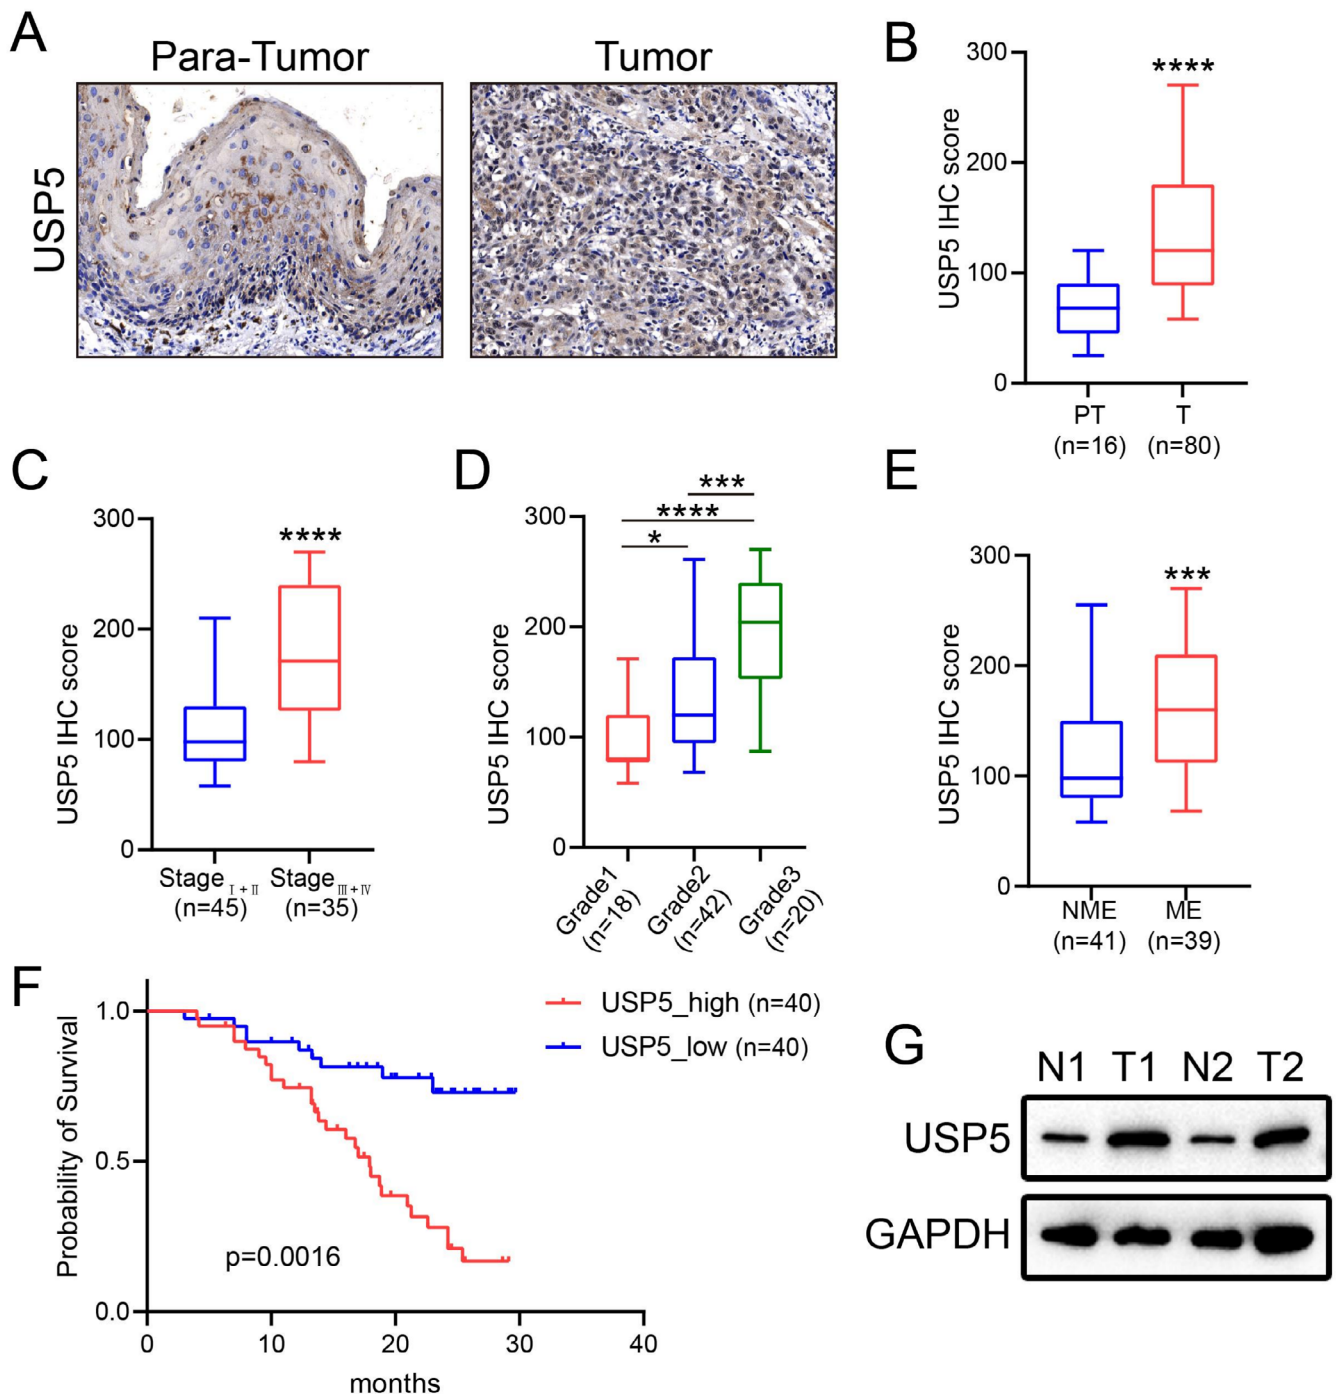 A
Para-Tumor
Tumor
USP5
B
300
200
100
0
USP5 IHC score
****
PT
(n=16)
T
(n=80)
C
300
200
100
0
USP5 IHC score
****
Stage I + II
(n=45)
Stage III + IV
(n=35)
D
300
200
100
0
USP5 IHC score
***
****
*
Grade1
(n=18)
Grade2
(n=42)
Grade3
(n=20)
E
300
200
100
0
USP5 IHC score
***
NME
(n=41)
ME
(n=39)
F
1.0
0.5
0.0
Probability of Survival
USP5_high (n=40)
USP5_low (n=40)
p=0.0016
0
10
20
30
40
months
G
N1 T1 N2 T2
USP5
GAPDH